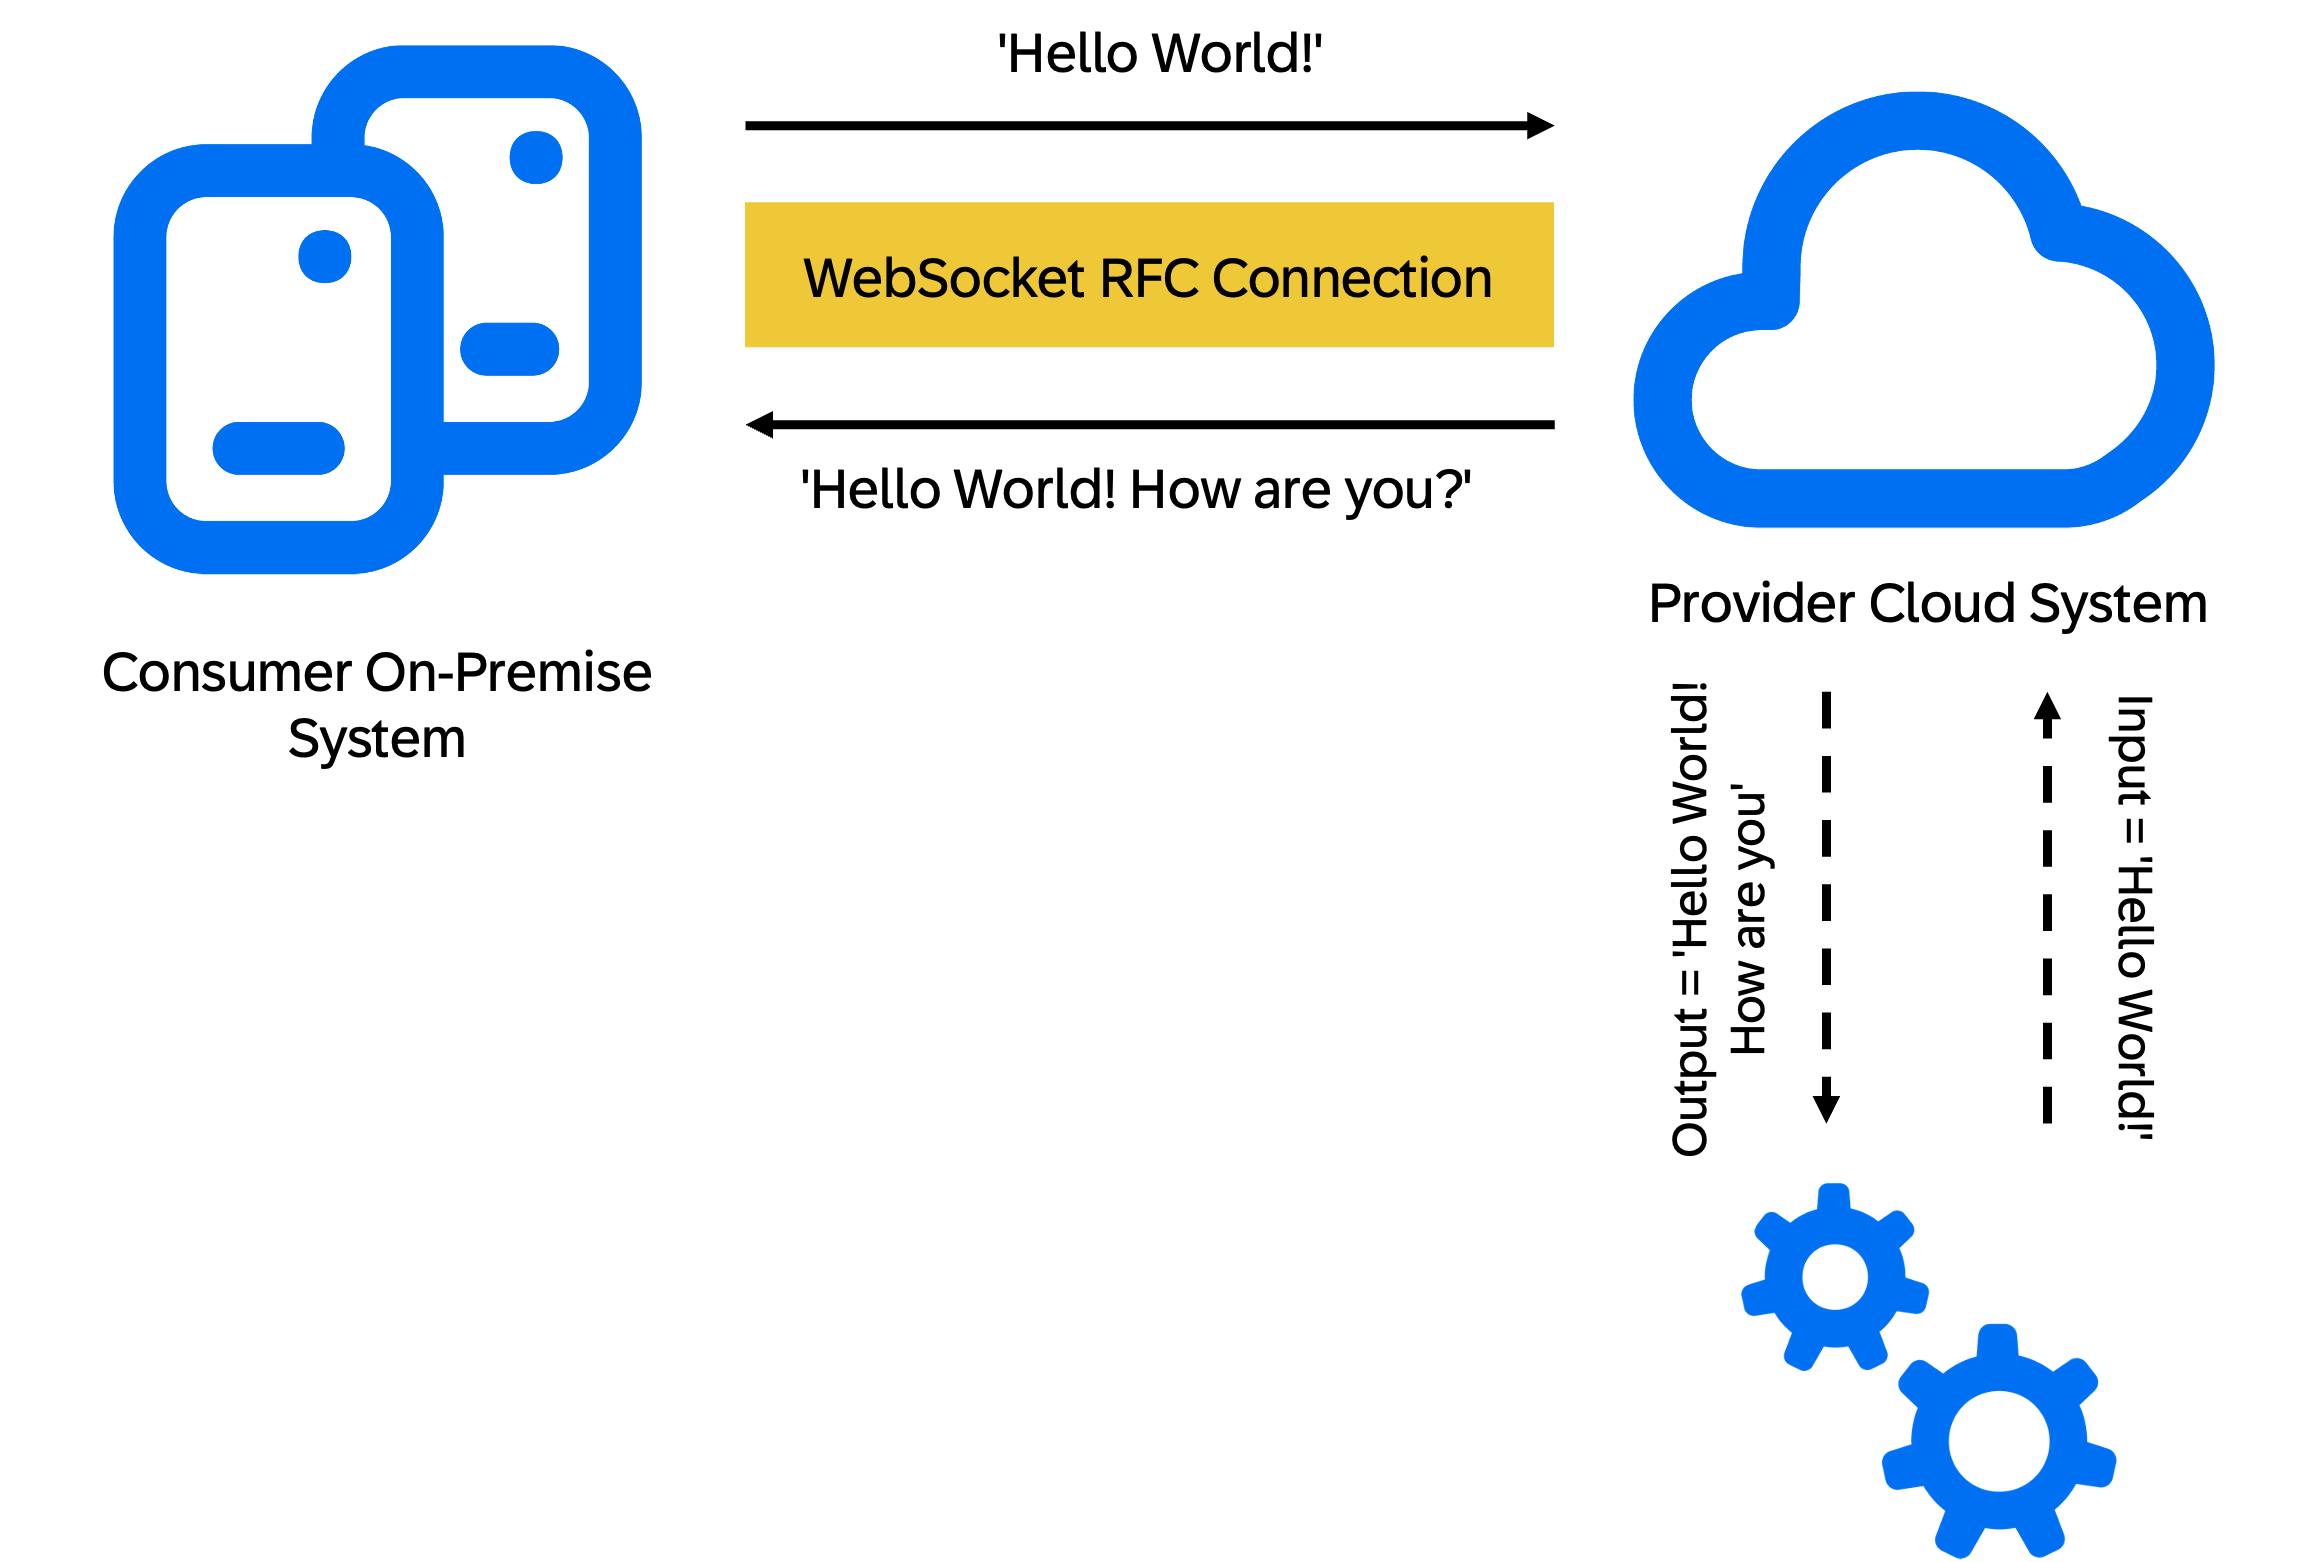 'Hello World!'
WebSocket RFC Connection
'Hello World! How are you?'
Consumer On-Premise
System
Provider Cloud System
Output = 'Hello World!
How are you'
Input = 'Hello World!'